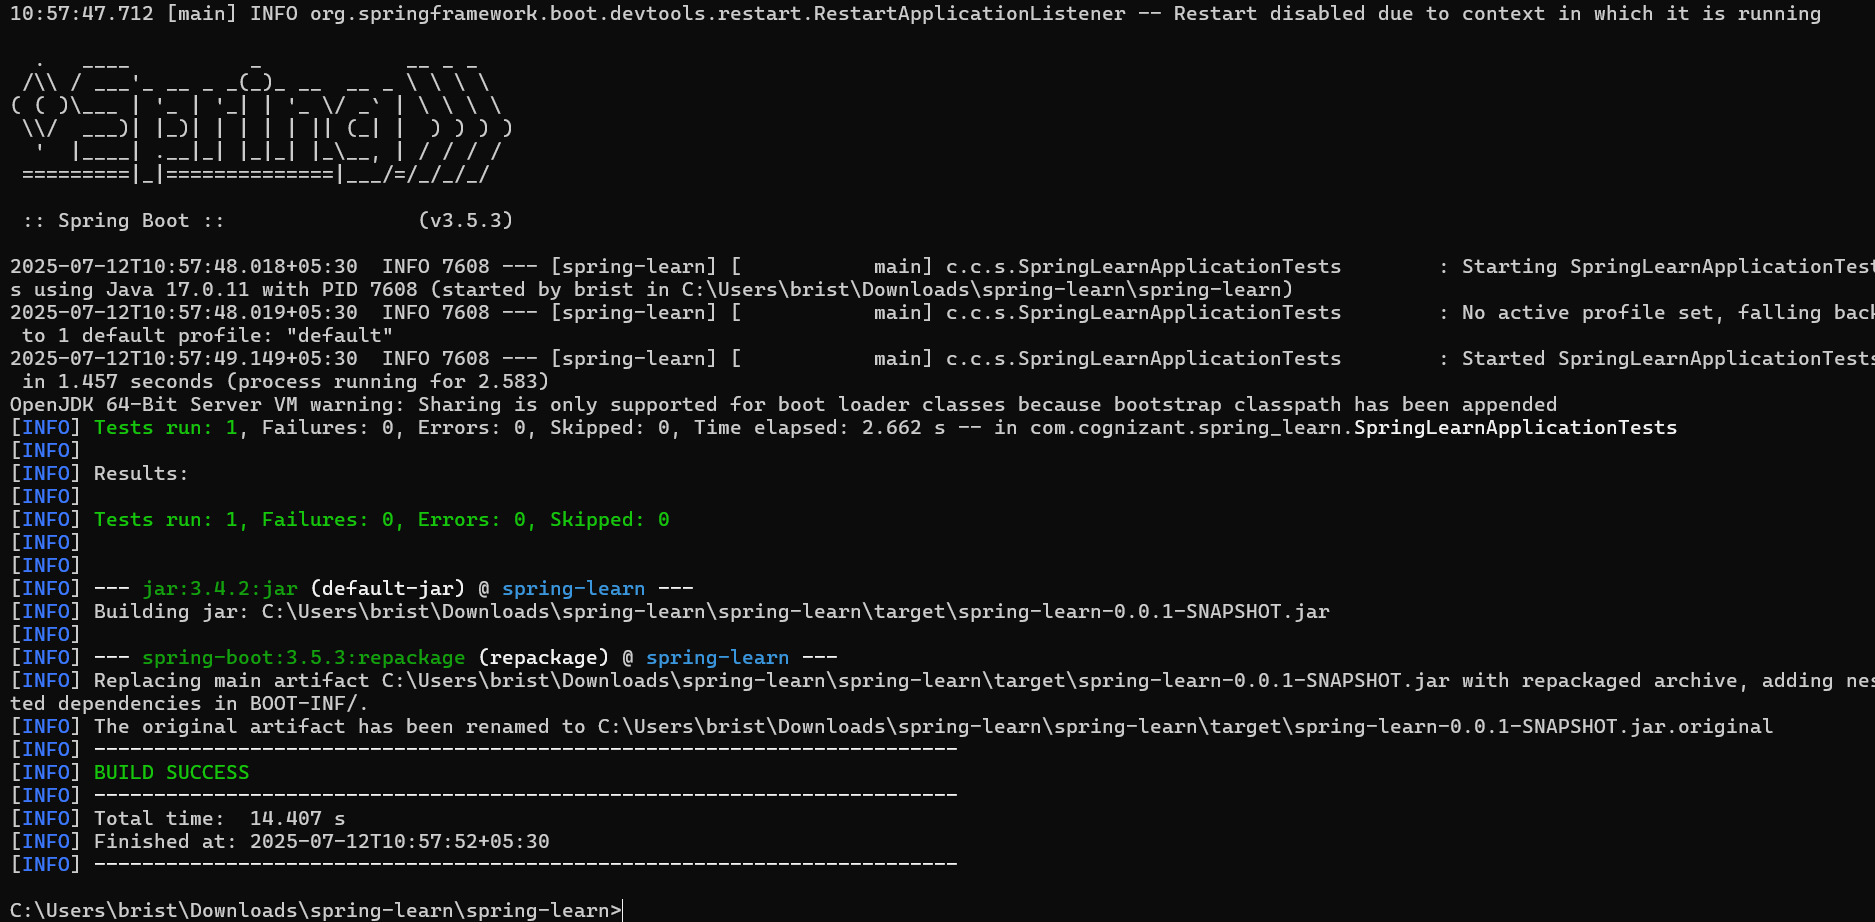 10:57:47.712 [main] INFO org.springframework.boot.devtools.restart.RestartApplicationListener -- Restart disabled due to context in which it is running

  .   ____          _            __ _ _
 /\\ / ___'_ __ _ _(_)_ __  __ _ \ \ \ \
( ( )\___ | '_ | '_| | '_ \/ _` | \ \ \ \
 \\/  ___)| |_)| | | | | || (_| |  ) ) ) )
  '  |____| .__|_| |_|_| |_\__, | / / / /
 =========|_|==============|___/=/_/_/_/

 :: Spring Boot ::                (v3.5.3)

2025-07-12T10:57:48.018+05:30  INFO 7608 --- [spring-learn] [           main] c.c.s.SpringLearnApplicationTests        : Starting SpringLearnApplicationTest
s using Java 17.0.11 with PID 7608 (started by brist in C:\Users\brist\Downloads\spring-learn\spring-learn)
2025-07-12T10:57:48.019+05:30  INFO 7608 --- [spring-learn] [           main] c.c.s.SpringLearnApplicationTests        : No active profile set, falling back
 to 1 default profile: "default"
2025-07-12T10:57:49.149+05:30  INFO 7608 --- [spring-learn] [           main] c.c.s.SpringLearnApplicationTests        : Started SpringLearnApplicationTests
 in 1.457 seconds (process running for 2.583)
OpenJDK 64-Bit Server VM warning: Sharing is only supported for boot loader classes because bootstrap classpath has been appended
[INFO] Tests run: 1, Failures: 0, Errors: 0, Skipped: 0, Time elapsed: 2.662 s -- in com.cognizant.spring_learn.SpringLearnApplicationTests
[INFO]
[INFO] Results:
[INFO]
[INFO] Tests run: 1, Failures: 0, Errors: 0, Skipped: 0
[INFO]
[INFO]
[INFO] --- jar:3.4.2:jar (default-jar) @ spring-learn ---
[INFO] Building jar: C:\Users\brist\Downloads\spring-learn\spring-learn\target\spring-learn-0.0.1-SNAPSHOT.jar
[INFO]
[INFO] --- spring-boot:3.5.3:repackage (repackage) @ spring-learn ---
[INFO] Replacing main artifact C:\Users\brist\Downloads\spring-learn\spring-learn\target\spring-learn-0.0.1-SNAPSHOT.jar with repackaged archive, adding nes
ted dependencies in BOOT-INF/.
[INFO] The original artifact has been renamed to C:\Users\brist\Downloads\spring-learn\spring-learn\target\spring-learn-0.0.1-SNAPSHOT.jar.original
[INFO] ------------------------------------------------------------------------
[INFO] BUILD SUCCESS
[INFO] ------------------------------------------------------------------------
[INFO] Total time:  14.407 s
[INFO] Finished at: 2025-07-12T10:57:52+05:30
[INFO] ------------------------------------------------------------------------

C:\Users\brist\Downloads\spring-learn\spring-learn>